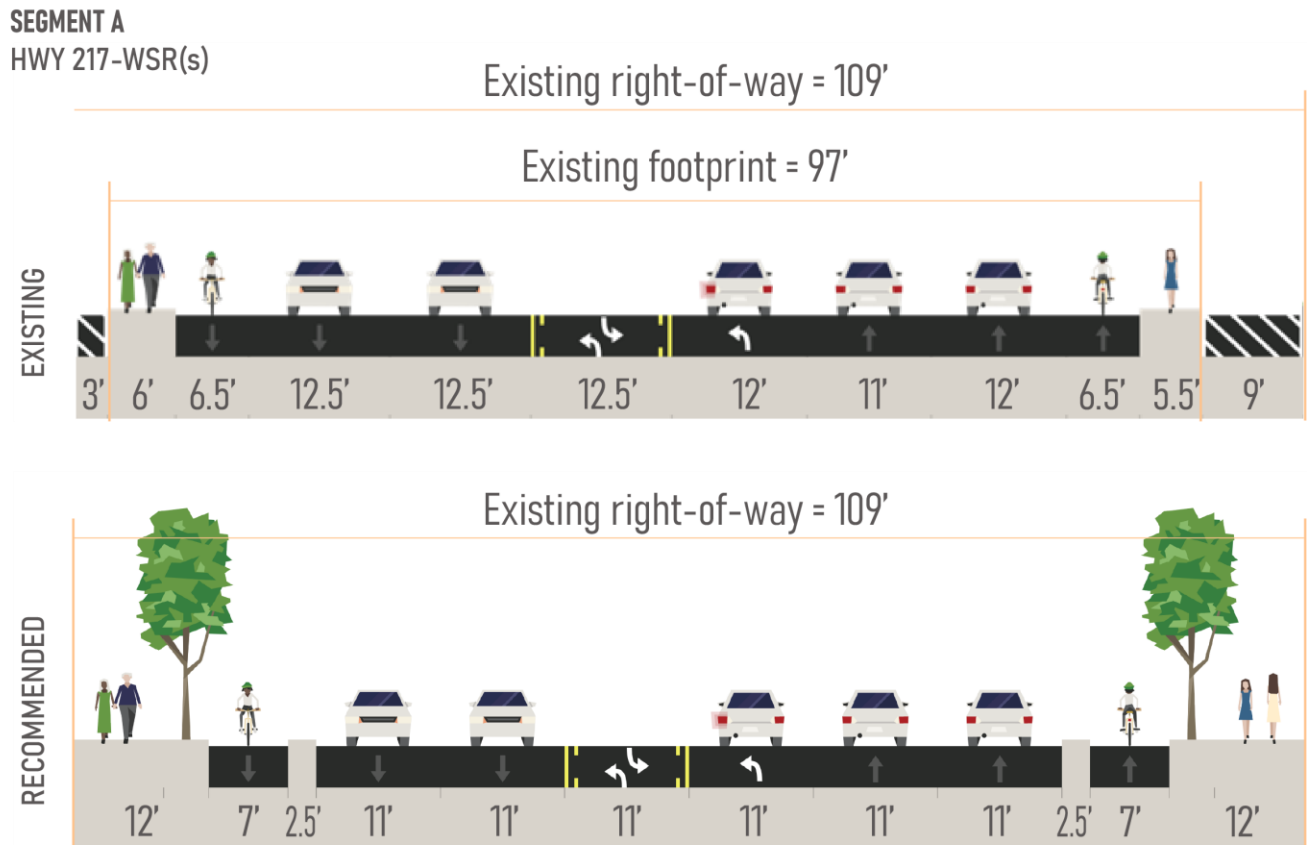 SEGMENT A
HWY 217-WSR(s)
Existing right-of-way = 109’
Existing footprint = 97’
EXISTING
3’ 6’ 6.5’ 12.5’ 12.5’ 12.5’ 12’ 11’ 12’ 6.5’ 5.5’ 9’
Existing right-of-way = 109’
RECOMMENDED
12’ 7’ 2.5’ 11’ 11’ 11’ 11’ 11’ 11’ 2.5’ 7’ 12’